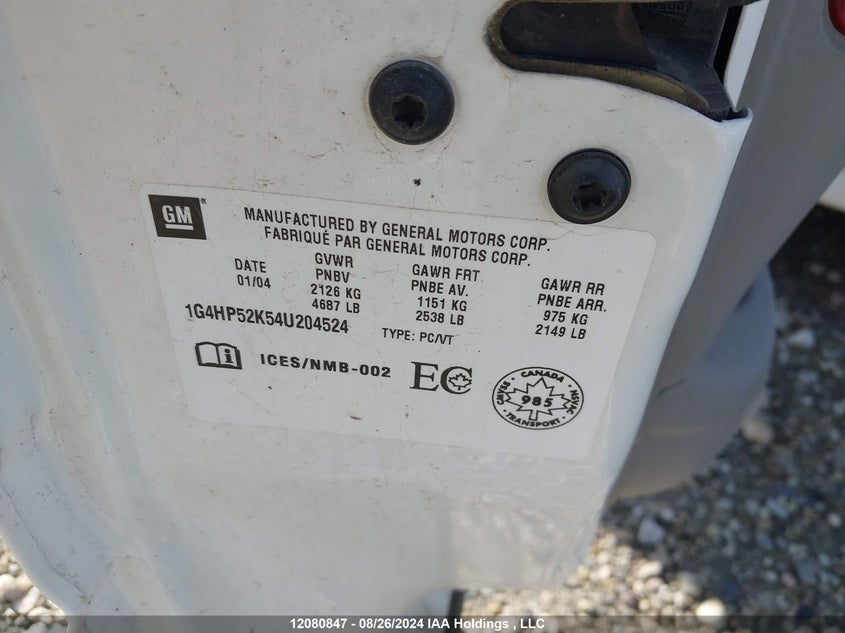 GM
MANUFACTURED BY GENERAL MOTORS CORP.
FABRIQUÉ PAR GENERAL MOTORS CORP.
DATE GVWR GAWR FRT GAWR RR
01/04 PNBV PNBE AV. PNBE ARR.
2126 KG 1151 KG 975 KG
4687 LB 2538 LB 2149 LB
1G4HP52K54U204524 TYPE: PC/VT
i ICES/NMB-002 EC
CANADA
CMVSS 985 NSVAC
TRANSPORT
12080847 - 08/26/2024 IAA Holdings , LLC